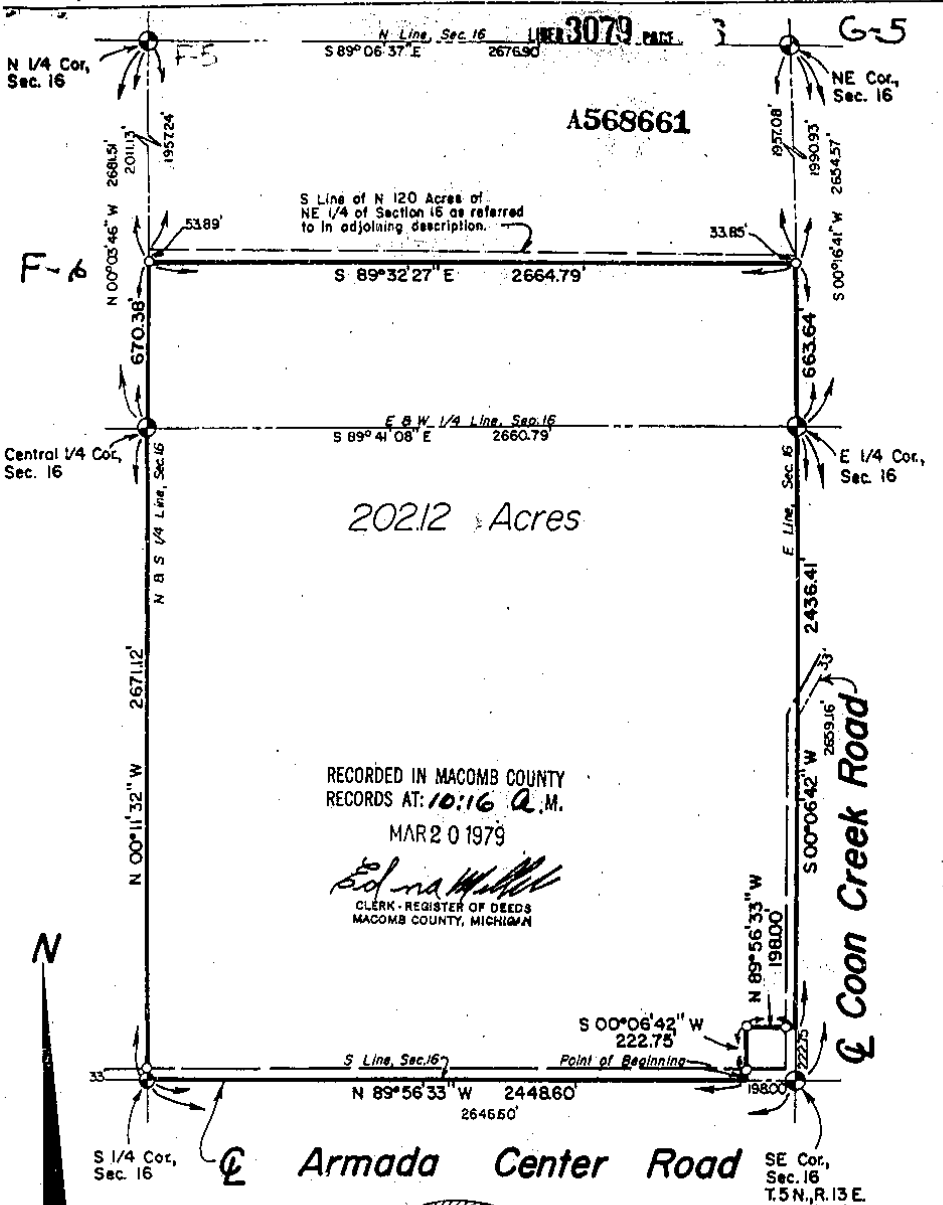 N Line, Sec. 16
LIBER 3079 PAGE
G-5
S 89° 06' 37" E 2676.90
F-5
N 1/4 Cor.,
Sec. 16
NE Cor.,
Sec. 16
A568661
2681.51'
2011.13'
1957.24'
1957.08'
1990.93'
2654.57'
N 00°03'46" W
S 00°16'41" W
S Line of N 120 Acres of
NE 1/4 of Section 16 as referred
to in adjoining description.
53.89'
33.85'
F-6
S 89°32'27" E 2664.79'
670.38'
663.64'
E & W 1/4 Line, Sec. 16
S 89° 41' 08" E 2660.79'
Central 1/4 Cor.,
Sec. 16
E 1/4 Cor.,
Sec. 16
N & S 1/4 Line, Sec. 16
E Line, Sec. 16
202.12 Acres
2436.41'
N 00°11'32" W 2671.12'
33'
2659.16'
S 00°06'42" W
℄ Coon Creek Road
RECORDED IN MACOMB COUNTY
RECORDS AT: 10:16 A.M.
MAR 20 1979
CLERK - REGISTER OF DEEDS
MACOMB COUNTY, MICHIGAN
N
N 89°56'33" W
198.00'
S 00°06'42" W
222.75'
222.75
S Line, Sec. 16
Point of Beginning
33
N 89°56'33" W 2448.60'
198.00'
2646.60'
S 1/4 Cor.,
Sec. 16
℄ Armada Center Road
SE Cor.,
Sec. 16
T.5 N., R.13 E.